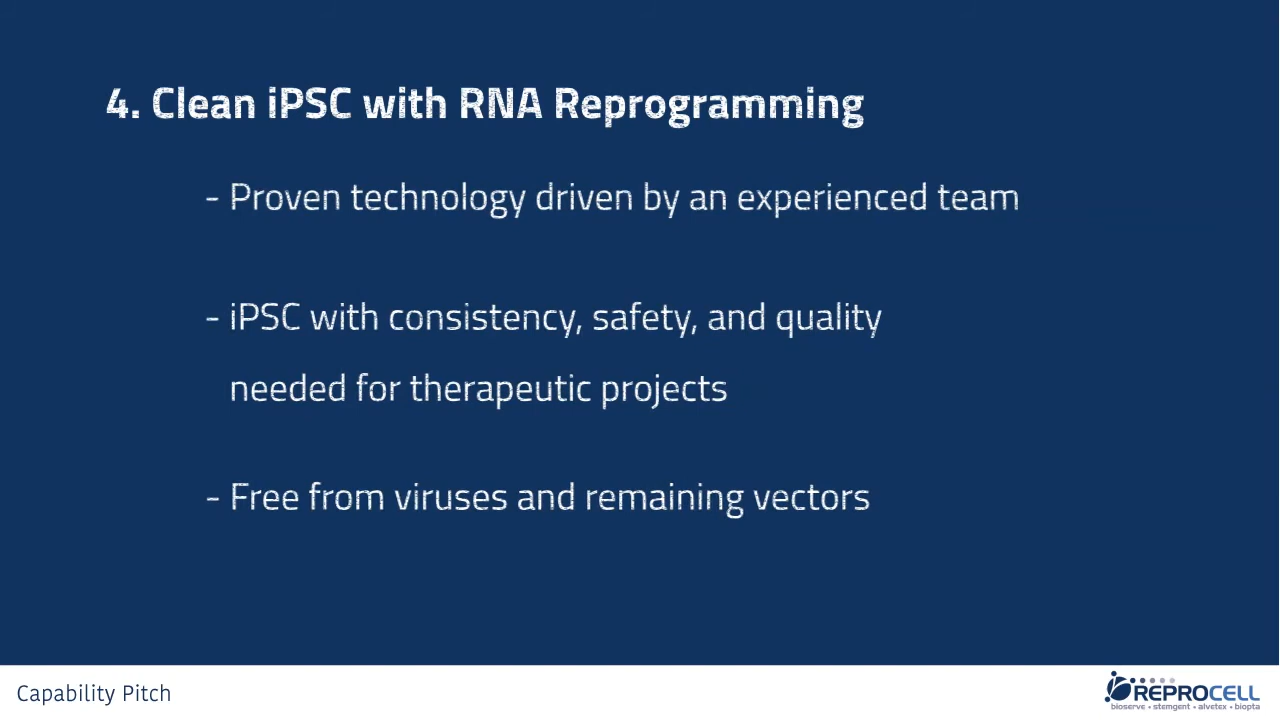 4. Clean iPSC with RNA Reprogramming
- Proven technology driven by an experienced team
- iPSC with consistency, safety, and quality
needed for therapeutic projects
- Free from viruses and remaining vectors
Capability Pitch
REPROCELL
bioserve • stemgent • alvetex • biopta